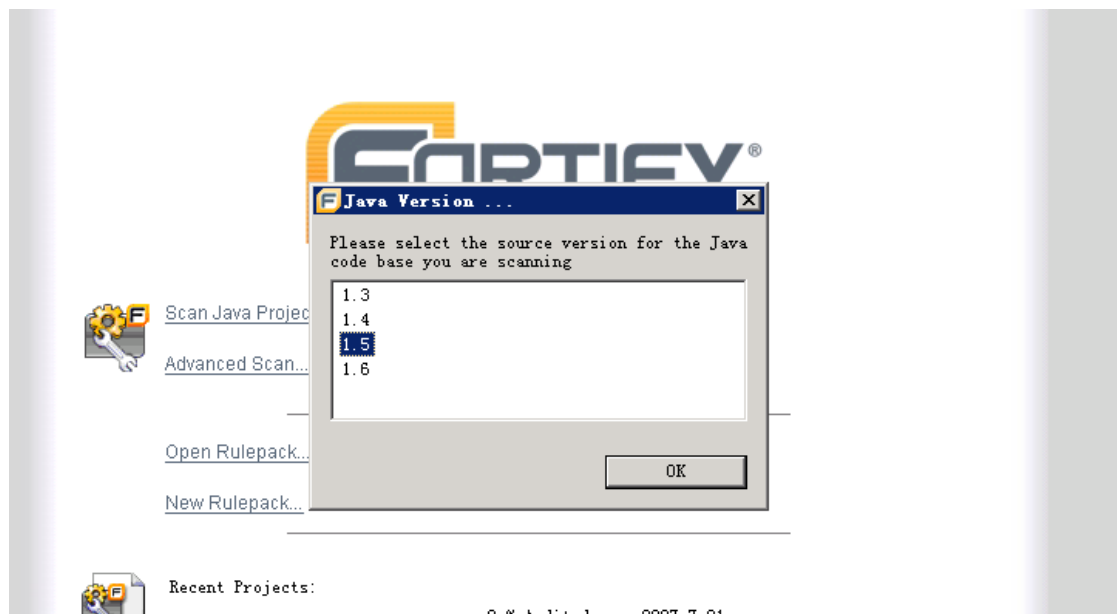 FORTIFY®
Java Version ...
Please select the source version for the Java
code base you are scanning
1.3
1.4
1.5
1.6
OK
Scan Java Projec
Advanced Scan...
Open Rulepack...
New Rulepack...
Recent Projects: